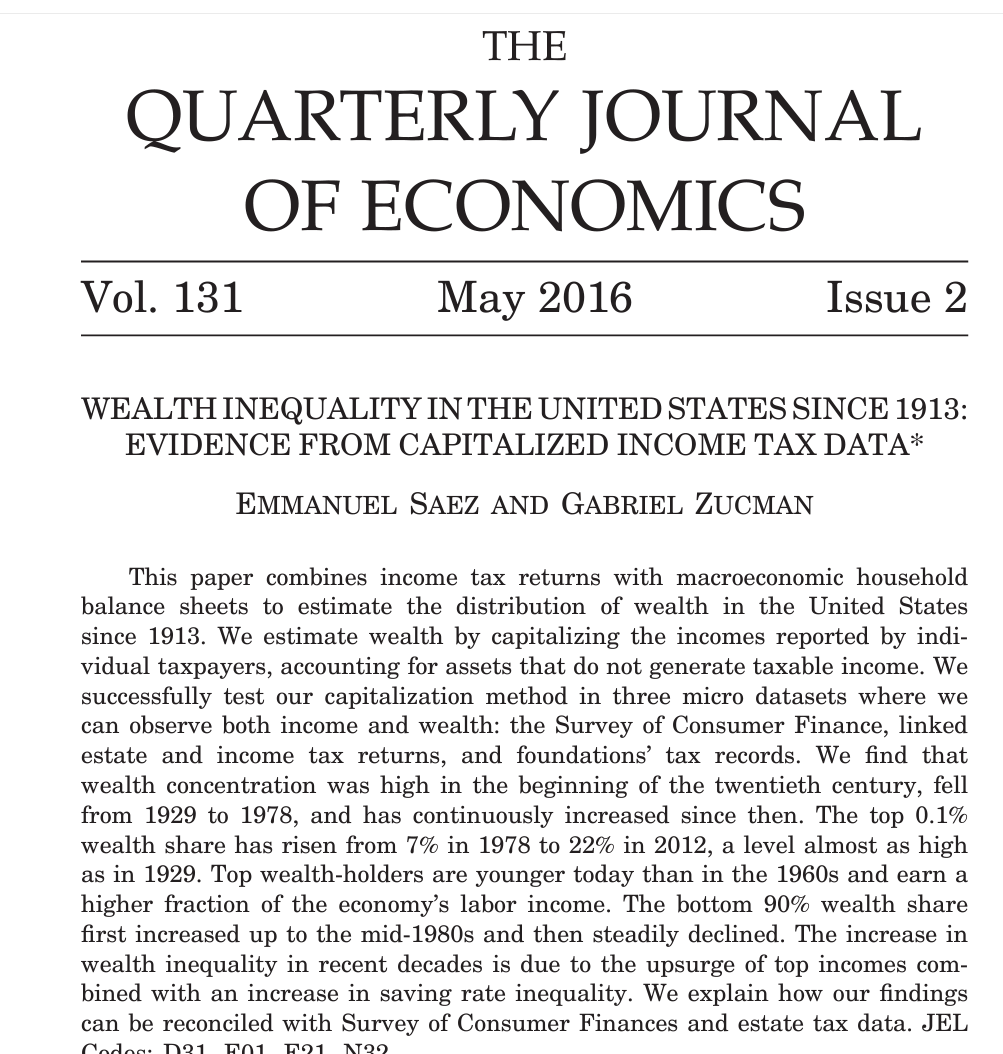 THE
QUARTERLY JOURNAL
OF ECONOMICS
Vol. 131 May 2016 Issue 2
WEALTH INEQUALITY IN THE UNITED STATES SINCE 1913:
EVIDENCE FROM CAPITALIZED INCOME TAX DATA*
EMMANUEL SAEZ AND GABRIEL ZUCMAN
This paper combines income tax returns with macroeconomic household
balance sheets to estimate the distribution of wealth in the United States
since 1913. We estimate wealth by capitalizing the incomes reported by indi-
vidual taxpayers, accounting for assets that do not generate taxable income. We
successfully test our capitalization method in three micro datasets where we
can observe both income and wealth: the Survey of Consumer Finance, linked
estate and income tax returns, and foundations’ tax records. We find that
wealth concentration was high in the beginning of the twentieth century, fell
from 1929 to 1978, and has continuously increased since then. The top 0.1%
wealth share has risen from 7% in 1978 to 22% in 2012, a level almost as high
as in 1929. Top wealth-holders are younger today than in the 1960s and earn a
higher fraction of the economy’s labor income. The bottom 90% wealth share
first increased up to the mid-1980s and then steadily declined. The increase in
wealth inequality in recent decades is due to the upsurge of top incomes com-
bined with an increase in saving rate inequality. We explain how our findings
can be reconciled with Survey of Consumer Finances and estate tax data. JEL
Codes: D31, E01, E21, N32